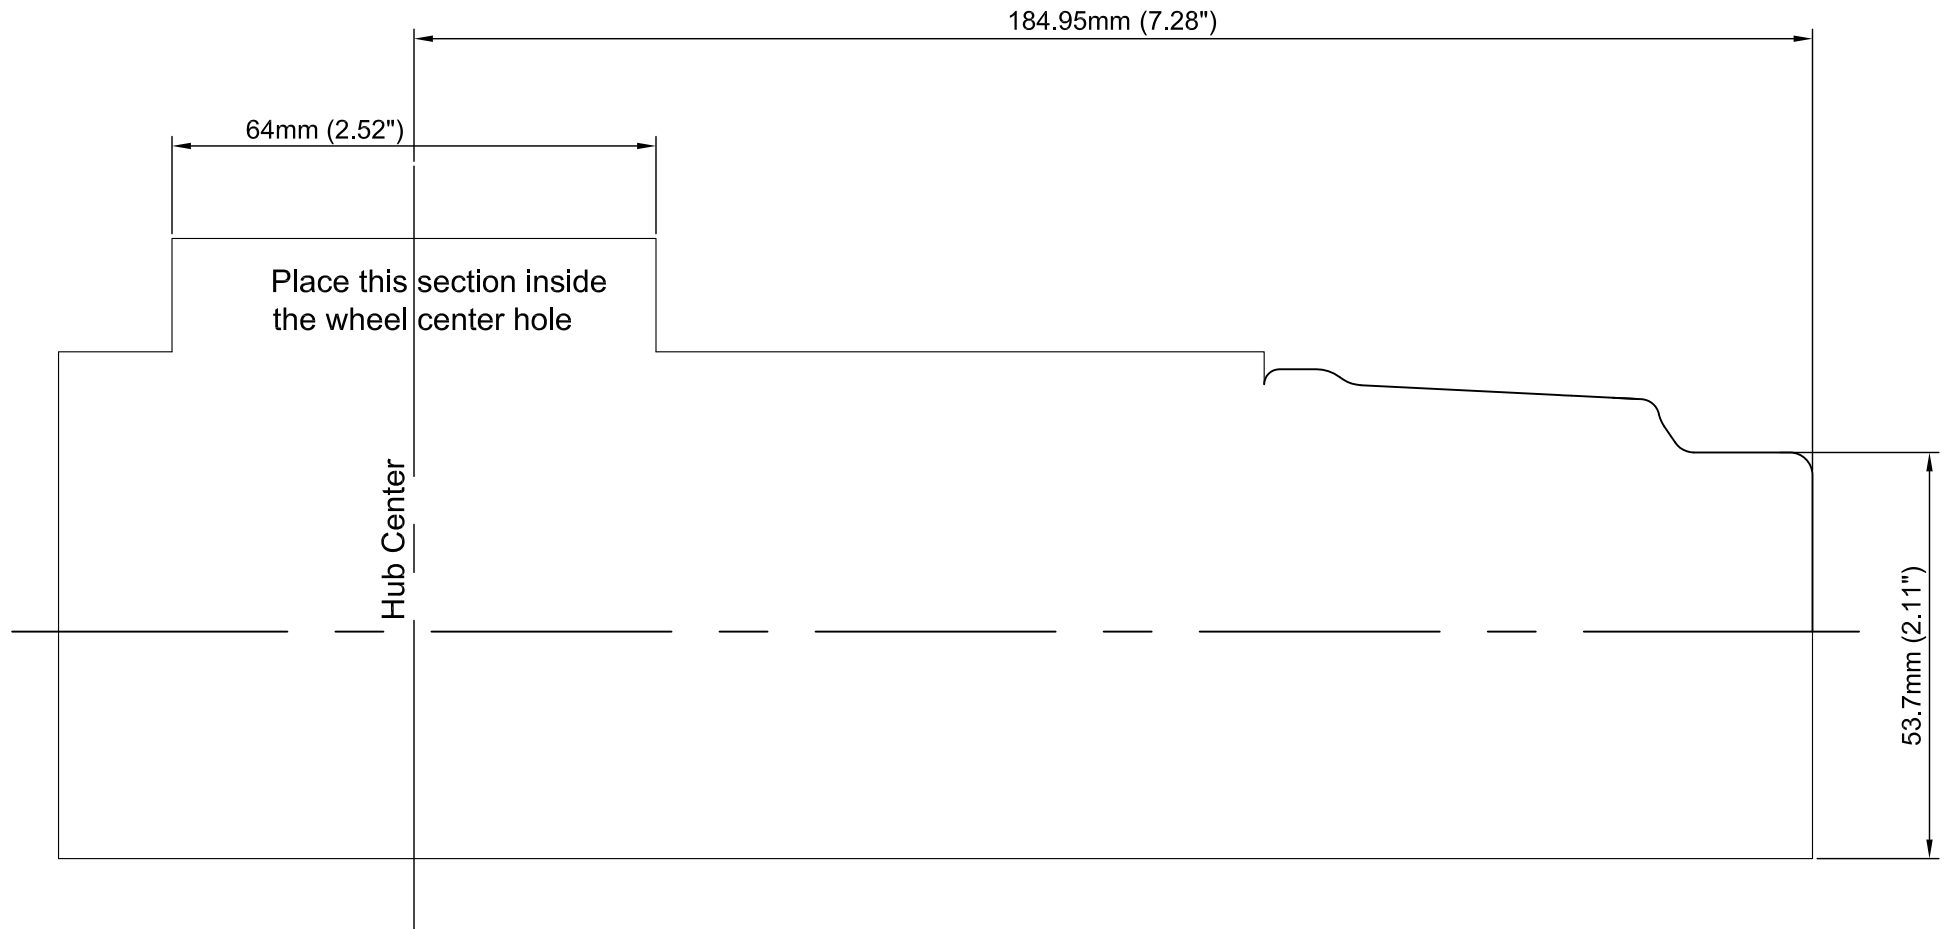 184.95mm (7.28")
64mm (2.52")
Place this section inside
the wheel center hole
Hub Center
53.7mm (2.11")